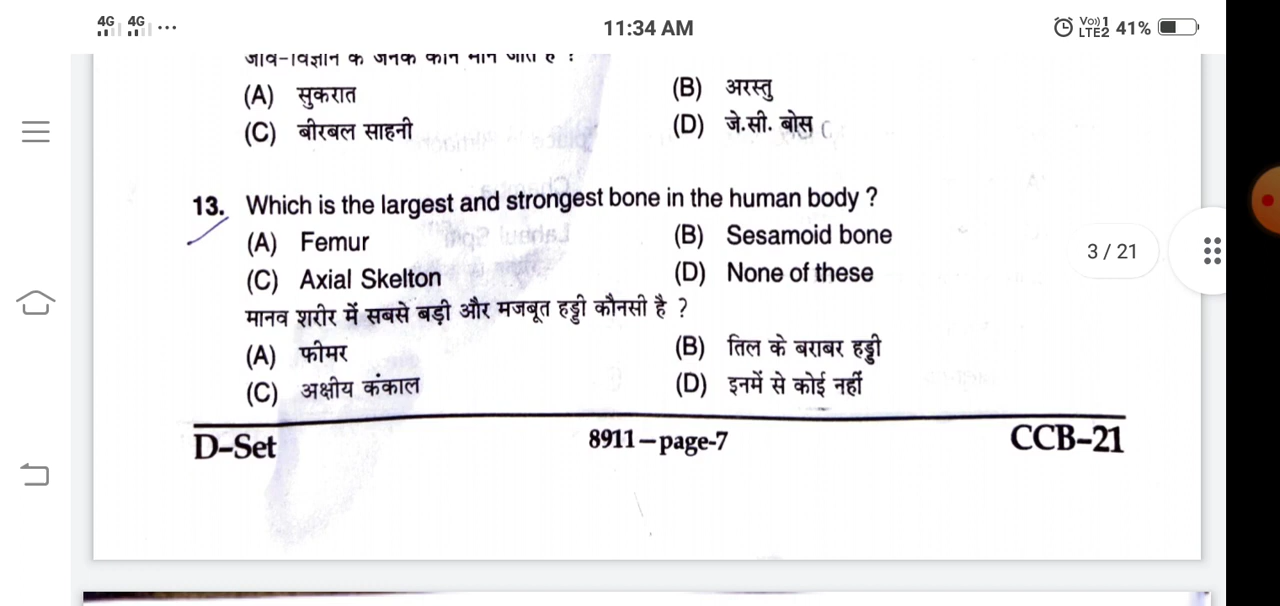 4G 4G ... 11:34 AM Vo)) 1 LTE2 41%
जीव-विज्ञान के जनक कौन माने जाते है ?
(A) सुकरात (B) अरस्तु
(C) बीरबल साहनी (D) जे.सी. बोस
13. Which is the largest and strongest bone in the human body ?
(A) Femur (B) Sesamoid bone
(C) Axial Skelton (D) None of these
3 / 21
मानव शरीर में सबसे बड़ी और मजबूत हड्डी कौनसी है ?
(A) फीमर (B) तिल के बराबर हड्डी
(C) अक्षीय कंकाल (D) इनमें से कोई नहीं
D-Set 8911-page-7 CCB-21